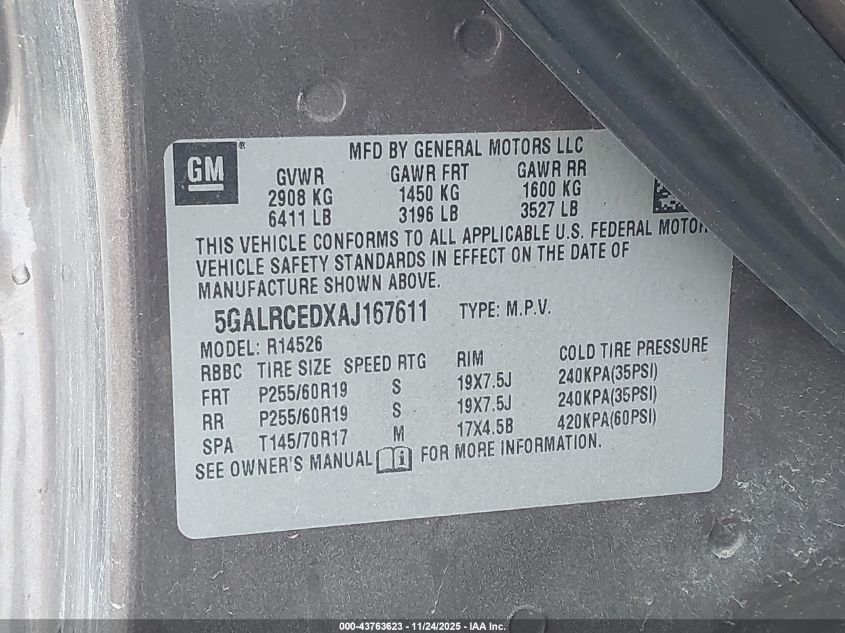 GM ®
MFD BY GENERAL MOTORS LLC
GVWR GAWR FRT GAWR RR
2908 KG 1450 KG 1600 KG
6411 LB 3196 LB 3527 LB
THIS VEHICLE CONFORMS TO ALL APPLICABLE U.S. FEDERAL MOTOR
VEHICLE SAFETY STANDARDS IN EFFECT ON THE DATE OF
MANUFACTURE SHOWN ABOVE.
5GALRCEDXAJ167611 TYPE: M.P.V.
MODEL: R14526
RBBC TIRE SIZE SPEED RTG RIM COLD TIRE PRESSURE
FRT P255/60R19 S 19X7.5J 240KPA(35PSI)
RR P255/60R19 S 19X7.5J 240KPA(35PSI)
SPA T145/70R17 M 17X4.5B 420KPA(60PSI)
SEE OWNER'S MANUAL FOR MORE INFORMATION.
000-43763623 - 11/24/2025 - IAA Inc.